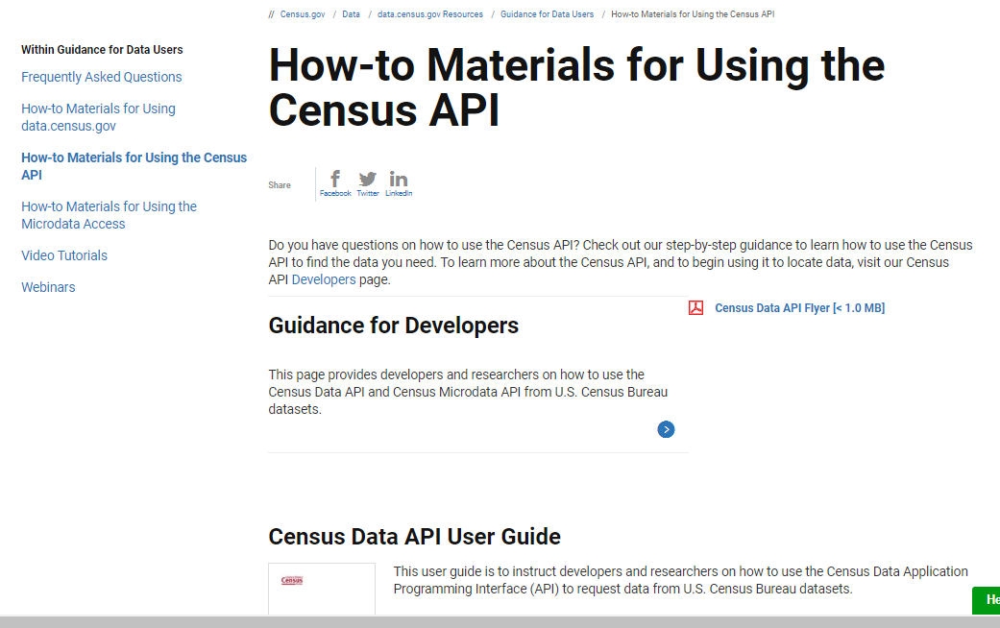 // Census.gov / Data / data.census.gov Resources / Guidance for Data Users / How-to Materials for Using the Census API
Within Guidance for Data Users
Frequently Asked Questions
How-to Materials for Using
data.census.gov
How-to Materials for Using the Census
API
How-to Materials for Using the
Microdata Access
Video Tutorials
Webinars
How-to Materials for Using the
Census API
Share
Facebook Twitter LinkedIn
Do you have questions on how to use the Census API? Check out our step-by-step guidance to learn how to use the Census
API to find the data you need. To learn more about the Census API, and to begin using it to locate data, visit our Census
API Developers page.
Guidance for Developers
This page provides developers and researchers on how to use the
Census Data API and Census Microdata API from U.S. Census Bureau
datasets.
Census Data API Flyer [< 1.0 MB]
Census Data API User Guide
Census
This user guide is to instruct developers and researchers on how to use the Census Data Application
Programming Interface (API) to request data from U.S. Census Bureau datasets.